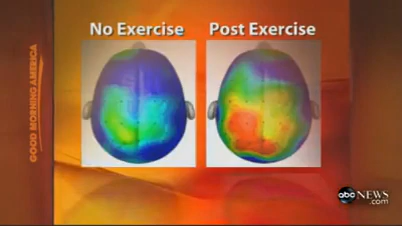 No Exercise
Post Exercise
GOOD MORNING AMERICA
abc NEWS
.com